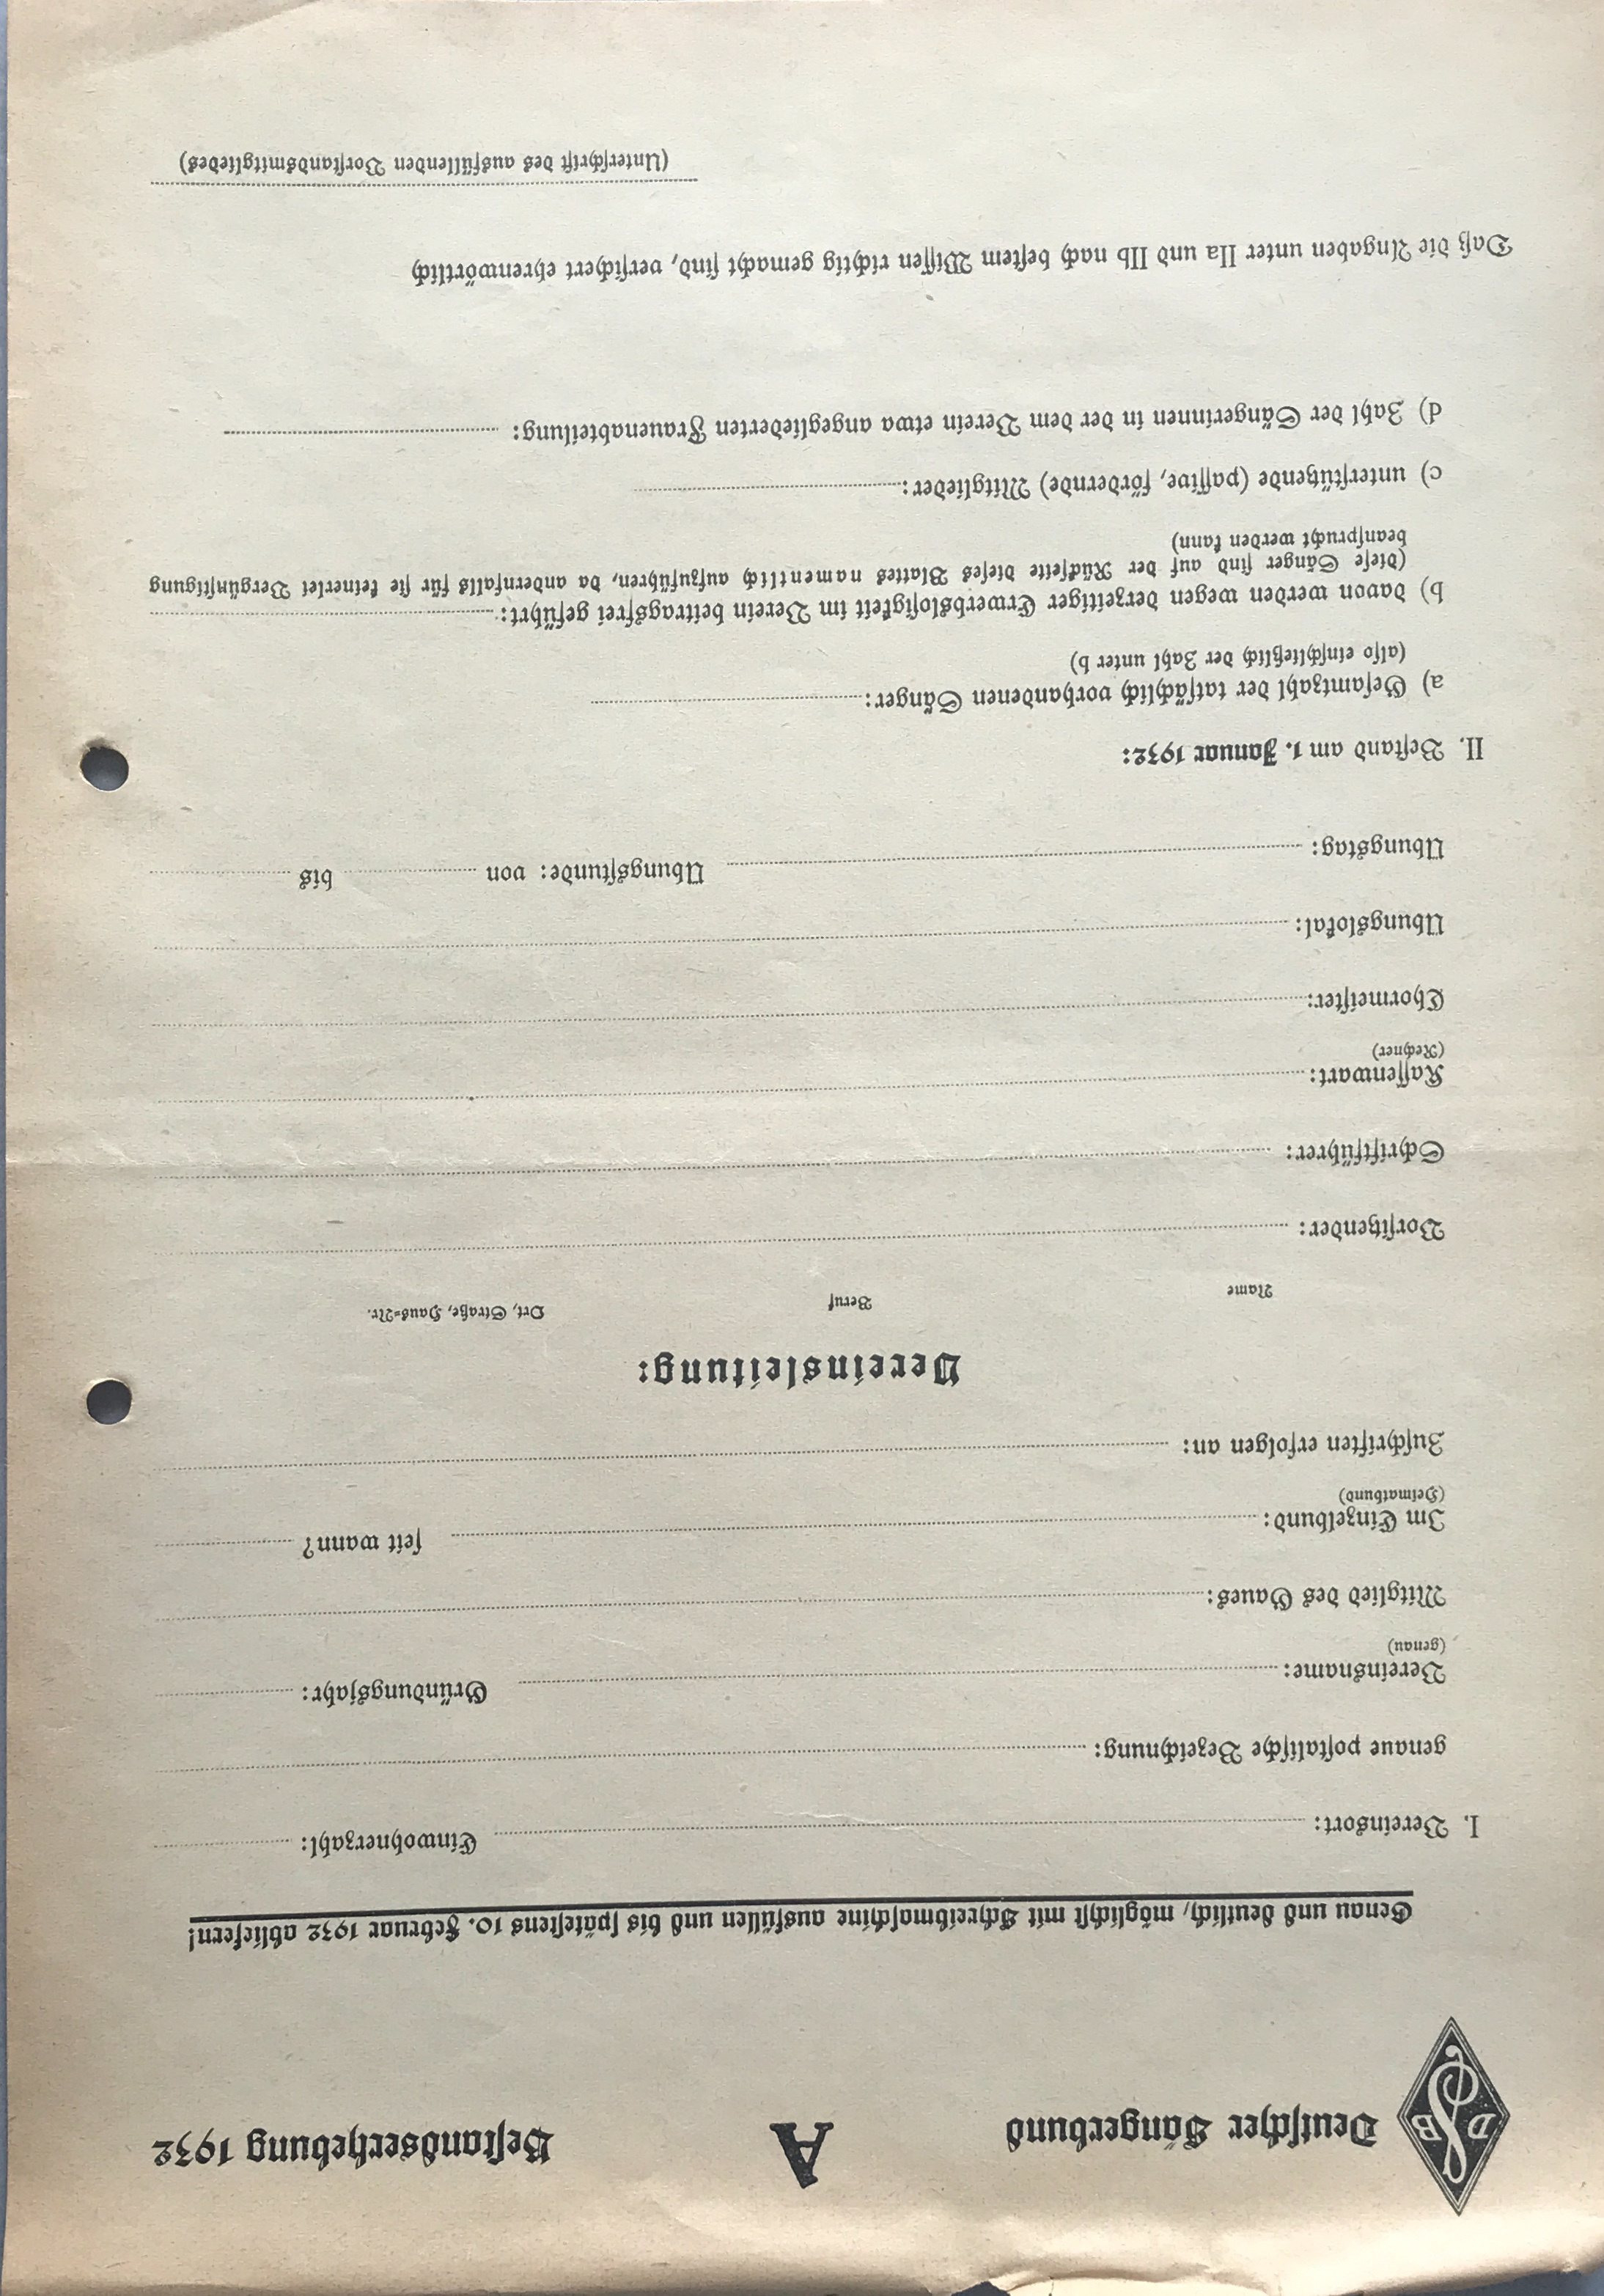 DSB
Deutscher Sängerbund A Bestandserhebung 1932
Genau und deutlich, möglichst mit Schreibmaschine ausfüllen und bis spätestens 10. Februar 1932 abliefern!
I. Vereinsort: Einwohnerzahl:
genaue postalische Bezeichnung:
Vereinsname: Gründungsjahr:
(genau)
Mitglied des Gaues:
Im Einzelbund: seit wann?
(Heimatbund)
Zuschriften erfolgen an:
Vereinsleitung:
Name Beruf Ort, Straße, Haus-Nr.
Vorsitzender:
Schriftführer:
Kassenwart:
(Rechner)
Chormeister:
Übungslokal:
Übungstag: Übungsstunde: von bis
II. Bestand am 1. Januar 1932:
a) Gesamtzahl der tatsächlich vorhandenen Sänger:
(also einschließlich der Zahl unter b)
b) davon werden wegen derzeitiger Erwerbslosigkeit im Verein beitragsfrei geführt:
(diese Sänger sind auf der Rückseite dieses Blattes namentlich aufzuführen, da andernfalls für sie keinerlei Vergünstigung
beansprucht werden kann)
c) unterstützende (passive, fördernde) Mitglieder:
d) Zahl der Sängerinnen in der dem Verein etwa angegliederten Frauenabteilung:
Daß die Angaben unter IIa und IIb nach bestem Wissen richtig gemacht sind, versichert ehrenwörtlich
(Unterschrift des ausfüllenden Vorstandsmitgliedes)